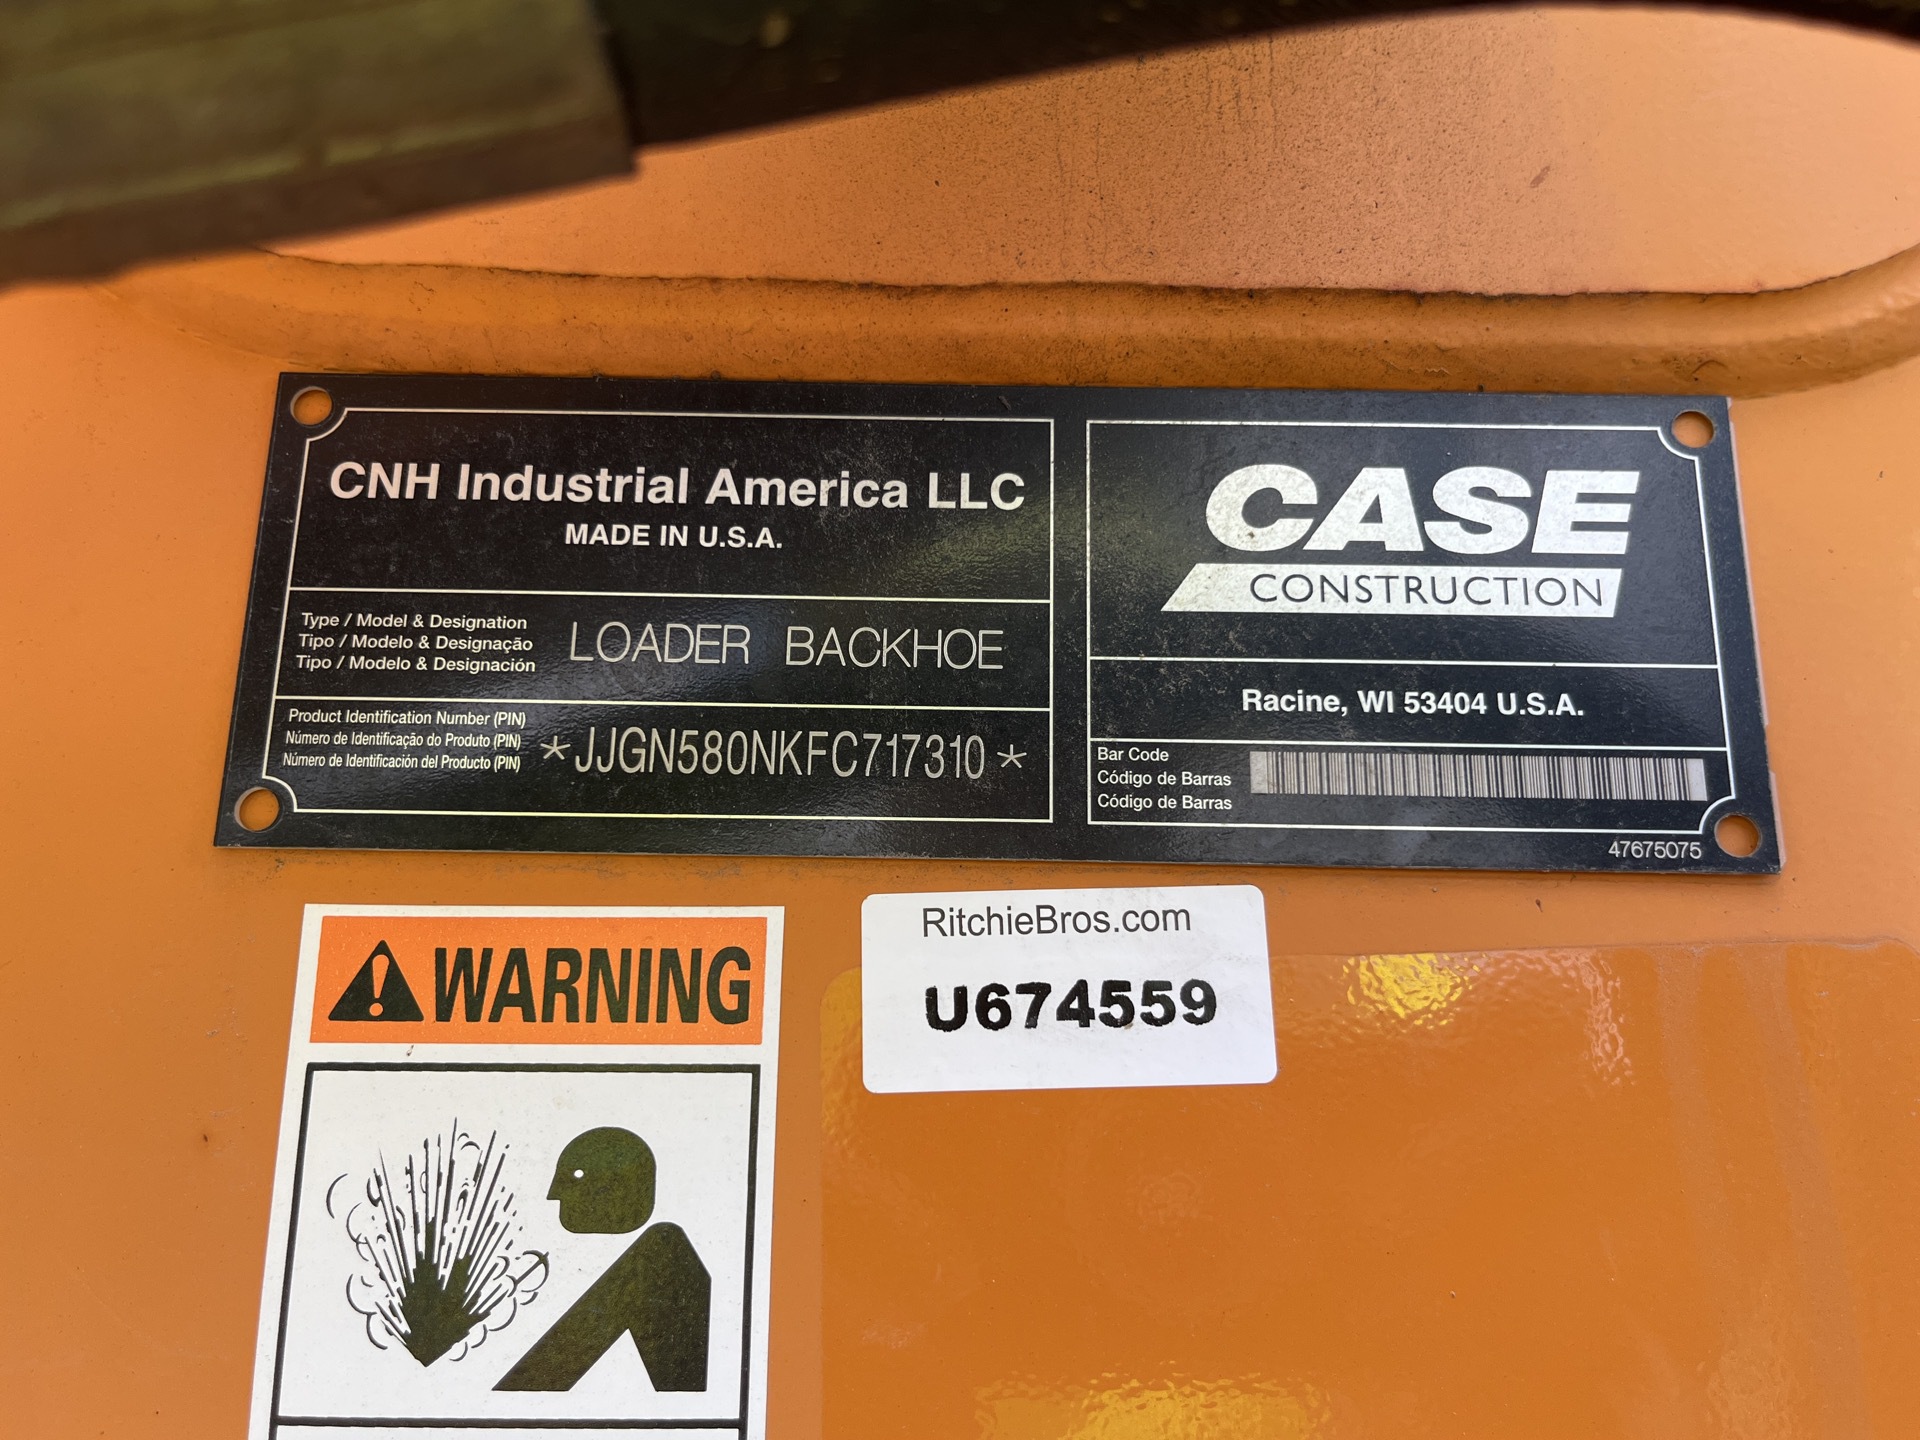 CNH Industrial America LLC
MADE IN U.S.A.
Type / Model & Designation
Tipo / Modelo & Designação
Tipo / Modelo & Designación
LOADER BACKHOE
Product Identification Number (PIN)
Número de Identificação do Produto (PIN)
Número de Identificación del Producto (PIN)
*JJGN580NKFC717310*
CASE
CONSTRUCTION
Racine, WI 53404 U.S.A.
Bar Code
Código de Barras
Código de Barras
47675075
WARNING
RitchieBros.com
U674559